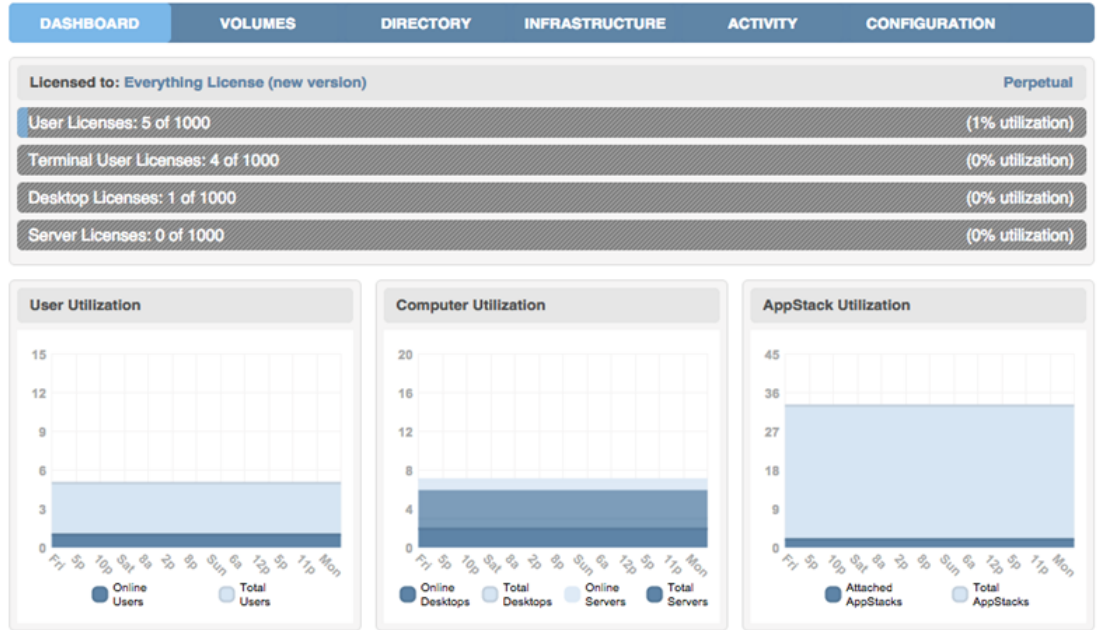 DASHBOARD VOLUMES DIRECTORY INFRASTRUCTURE ACTIVITY CONFIGURATION
Licensed to: Everything License (new version) Perpetual
User Licenses: 5 of 1000 (1% utilization)
Terminal User Licenses: 4 of 1000 (0% utilization)
Desktop Licenses: 1 of 1000 (0% utilization)
Server Licenses: 0 of 1000 (0% utilization)
User Utilization
15
12
9
6
3
0
Fri 5p 10p Sat 8a 2p 8p Sun 6a 12p 5p 11p Mon
Online Users
Total Users
Computer Utilization
20
16
12
8
4
0
Fri 5p 10p Sat 8a 2p 8p Sun 6a 12p 5p 11p Mon
Online Desktops
Total Desktops
Online Servers
Total Servers
AppStack Utilization
45
36
27
18
9
0
Fri 5p 10p Sat 8a 2p 8p Sun 6a 12p 5p 11p Mon
Attached AppStacks
Total AppStacks